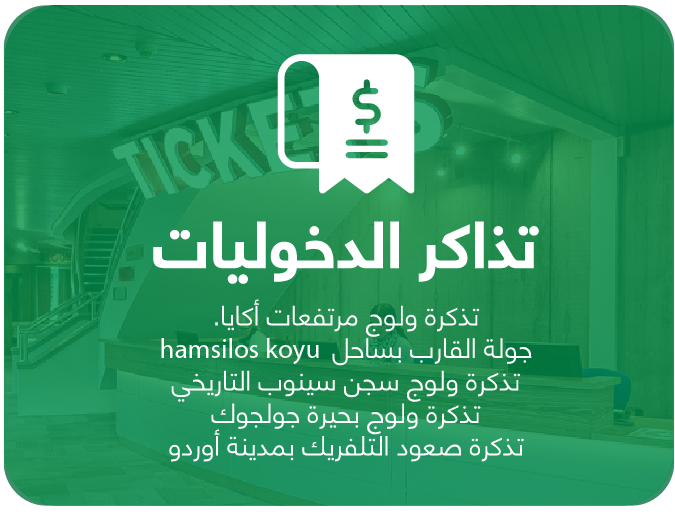 TICKETS
$
تذاكر الدخوليات
تذكرة ولوج مرتفعات أكايا.
جولة القارب بساحل hamsilos koyu
تذكرة ولوج سجن سينوب التاريخي
تذكرة ولوج بحيرة جولجوك
تذكرة صعود التلفريك بمدينة أوردو